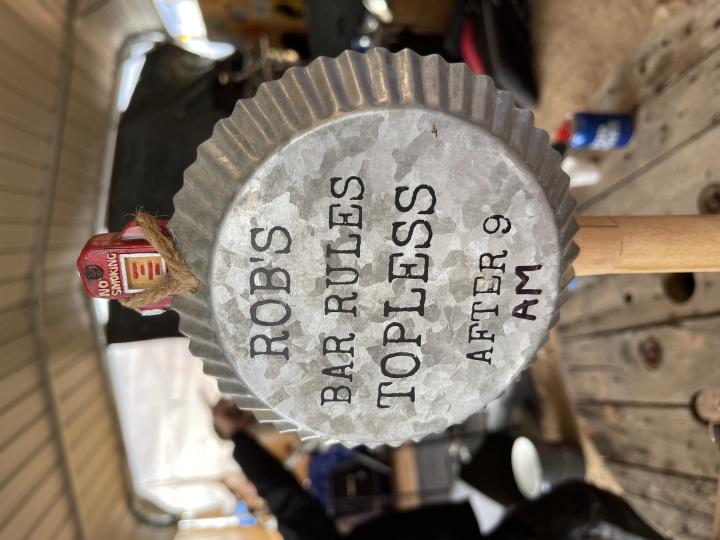 NO
SMOKING
ROB'S
BAR RULES
TOPLESS
AFTER 9
AM